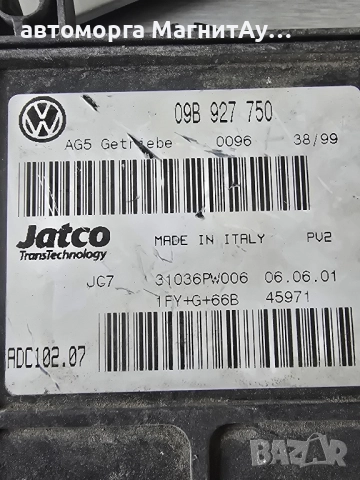 автоморга МагнитАу...
09B 927 750
AG5 Getriebe 0096 38/99
Jatco
TransTechnology
MADE IN ITALY PV2
JC7 31036PW006 06.06.01
1FY+G+66B 45971
ADC102.07
bazar